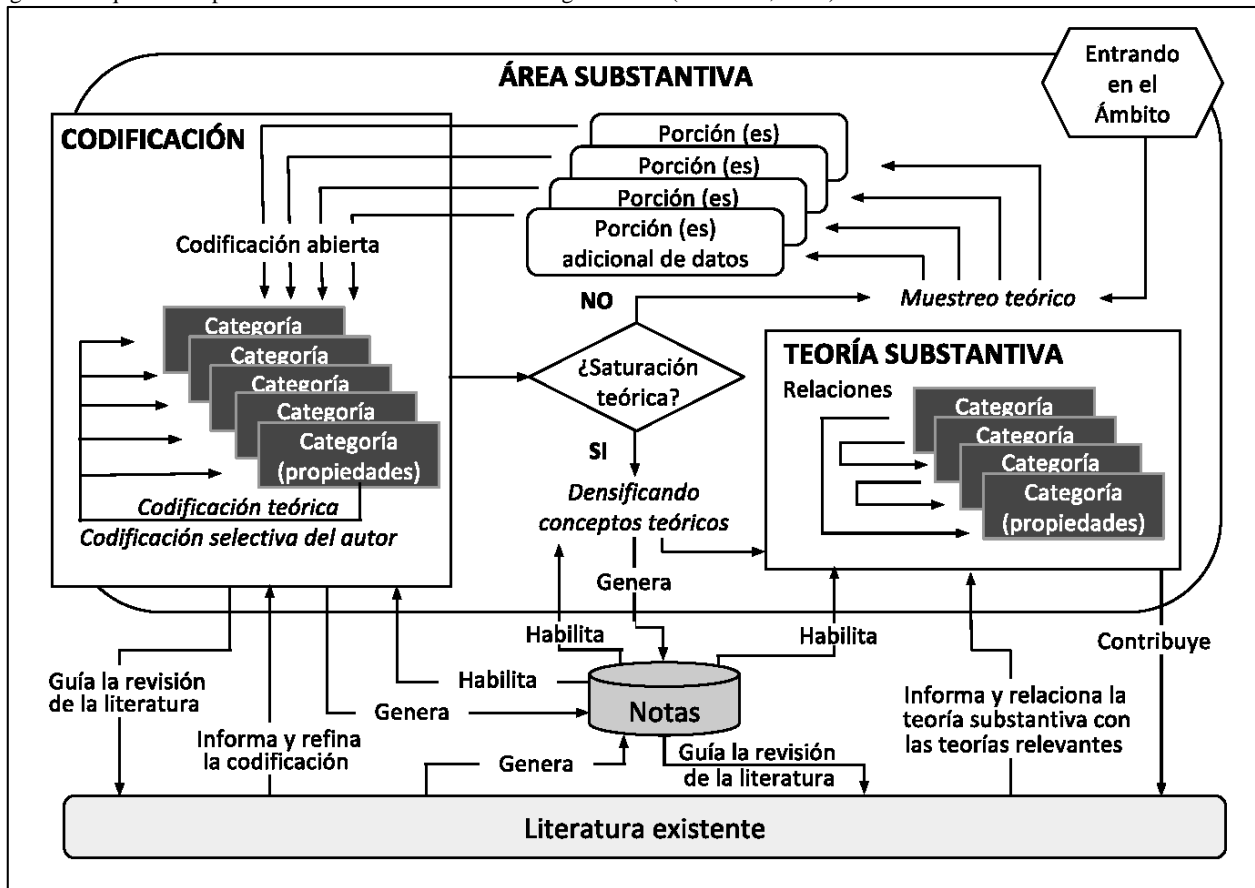 Entrando
en el
Ámbito
ÁREA SUBSTANTIVA
CODIFICACIÓN
Porción (es)
Porción (es)
Porción (es)
Porción (es)
adicional de datos
Codificación abierta
NO
Muestreo teórico
Categoría
Categoría
Categoría
Categoría
Categoría
(propiedades)
Codificación teórica
Codificación selectiva del autor
¿Saturación
teórica?
SI
Densificando
conceptos teóricos
TEORÍA SUBSTANTIVA
Relaciones
Categoría
Categoría
Categoría
Categoría
(propiedades)
Genera
Habilita
Habilita
Contribuye
Guía la revisión
de la literatura
Habilita
Genera
Notas
Informa y refina
la codificación
Genera
Guía la revisión
de la literatura
Informa y relaciona la
teoría substantiva con
las teorías relevantes
Literatura existente